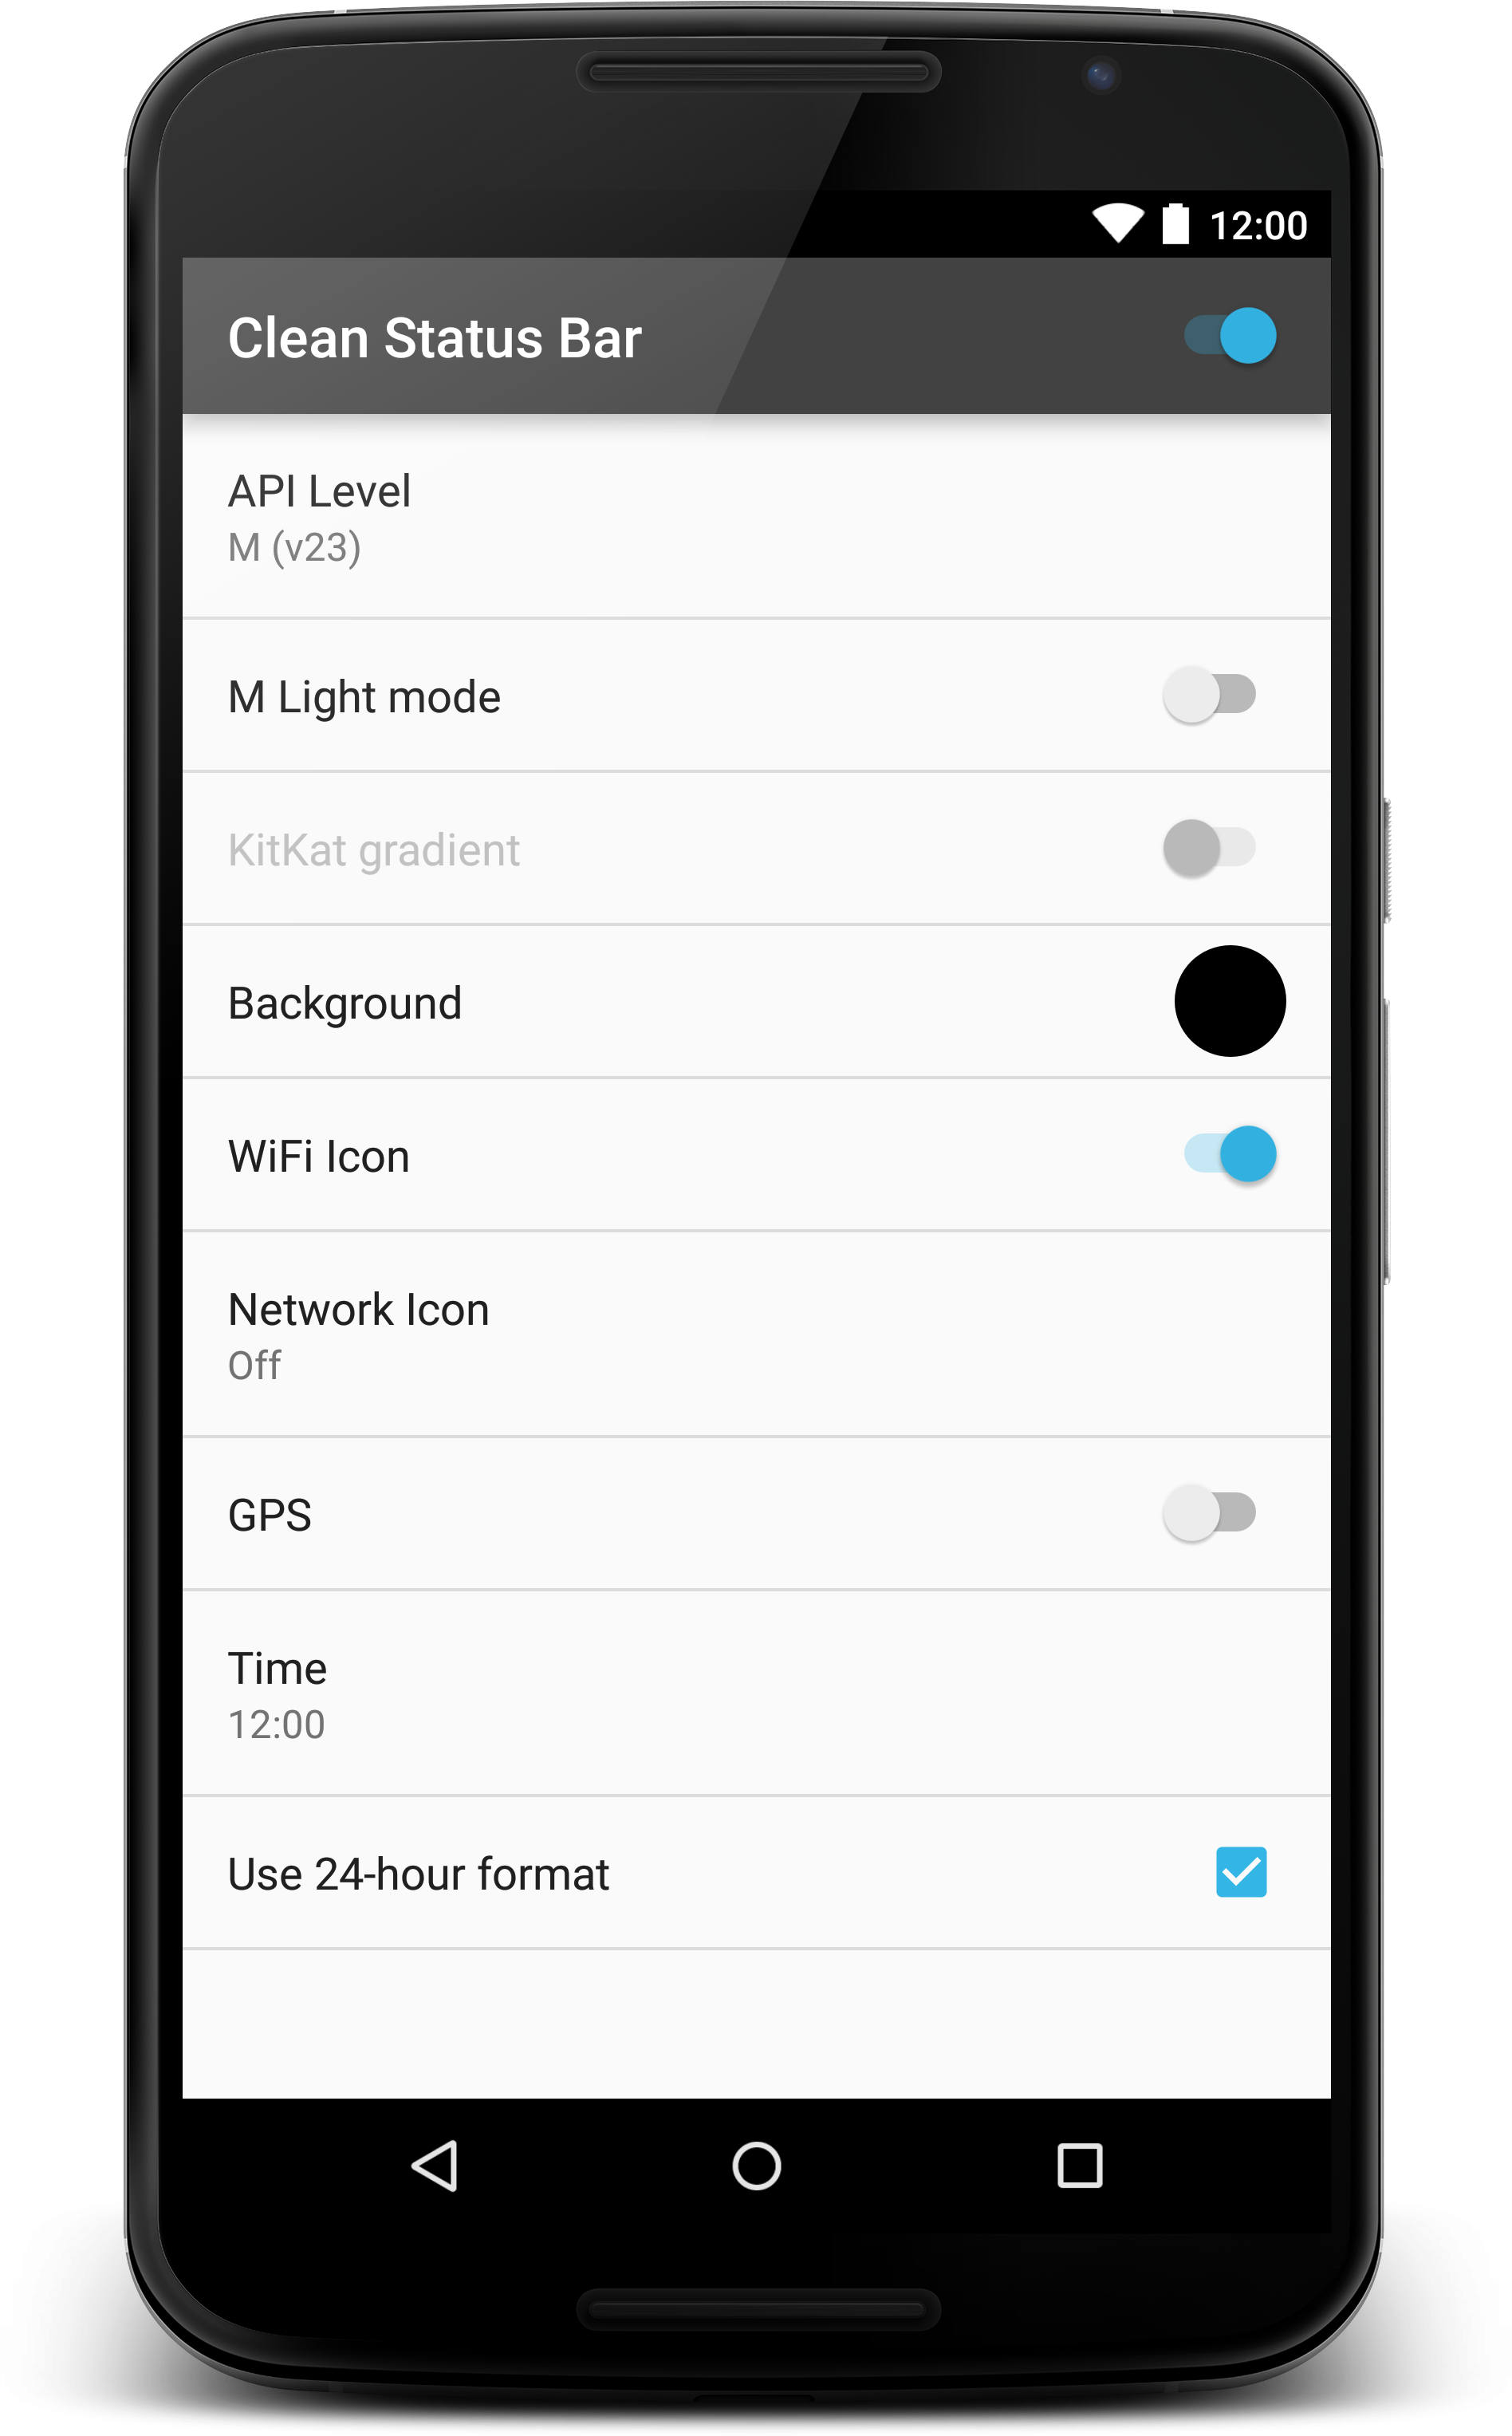 12:00
Clean Status Bar
API Level
M (v23)
M Light mode
KitKat gradient
Background
WiFi Icon
Network Icon
Off
GPS
Time
12:00
Use 24-hour format